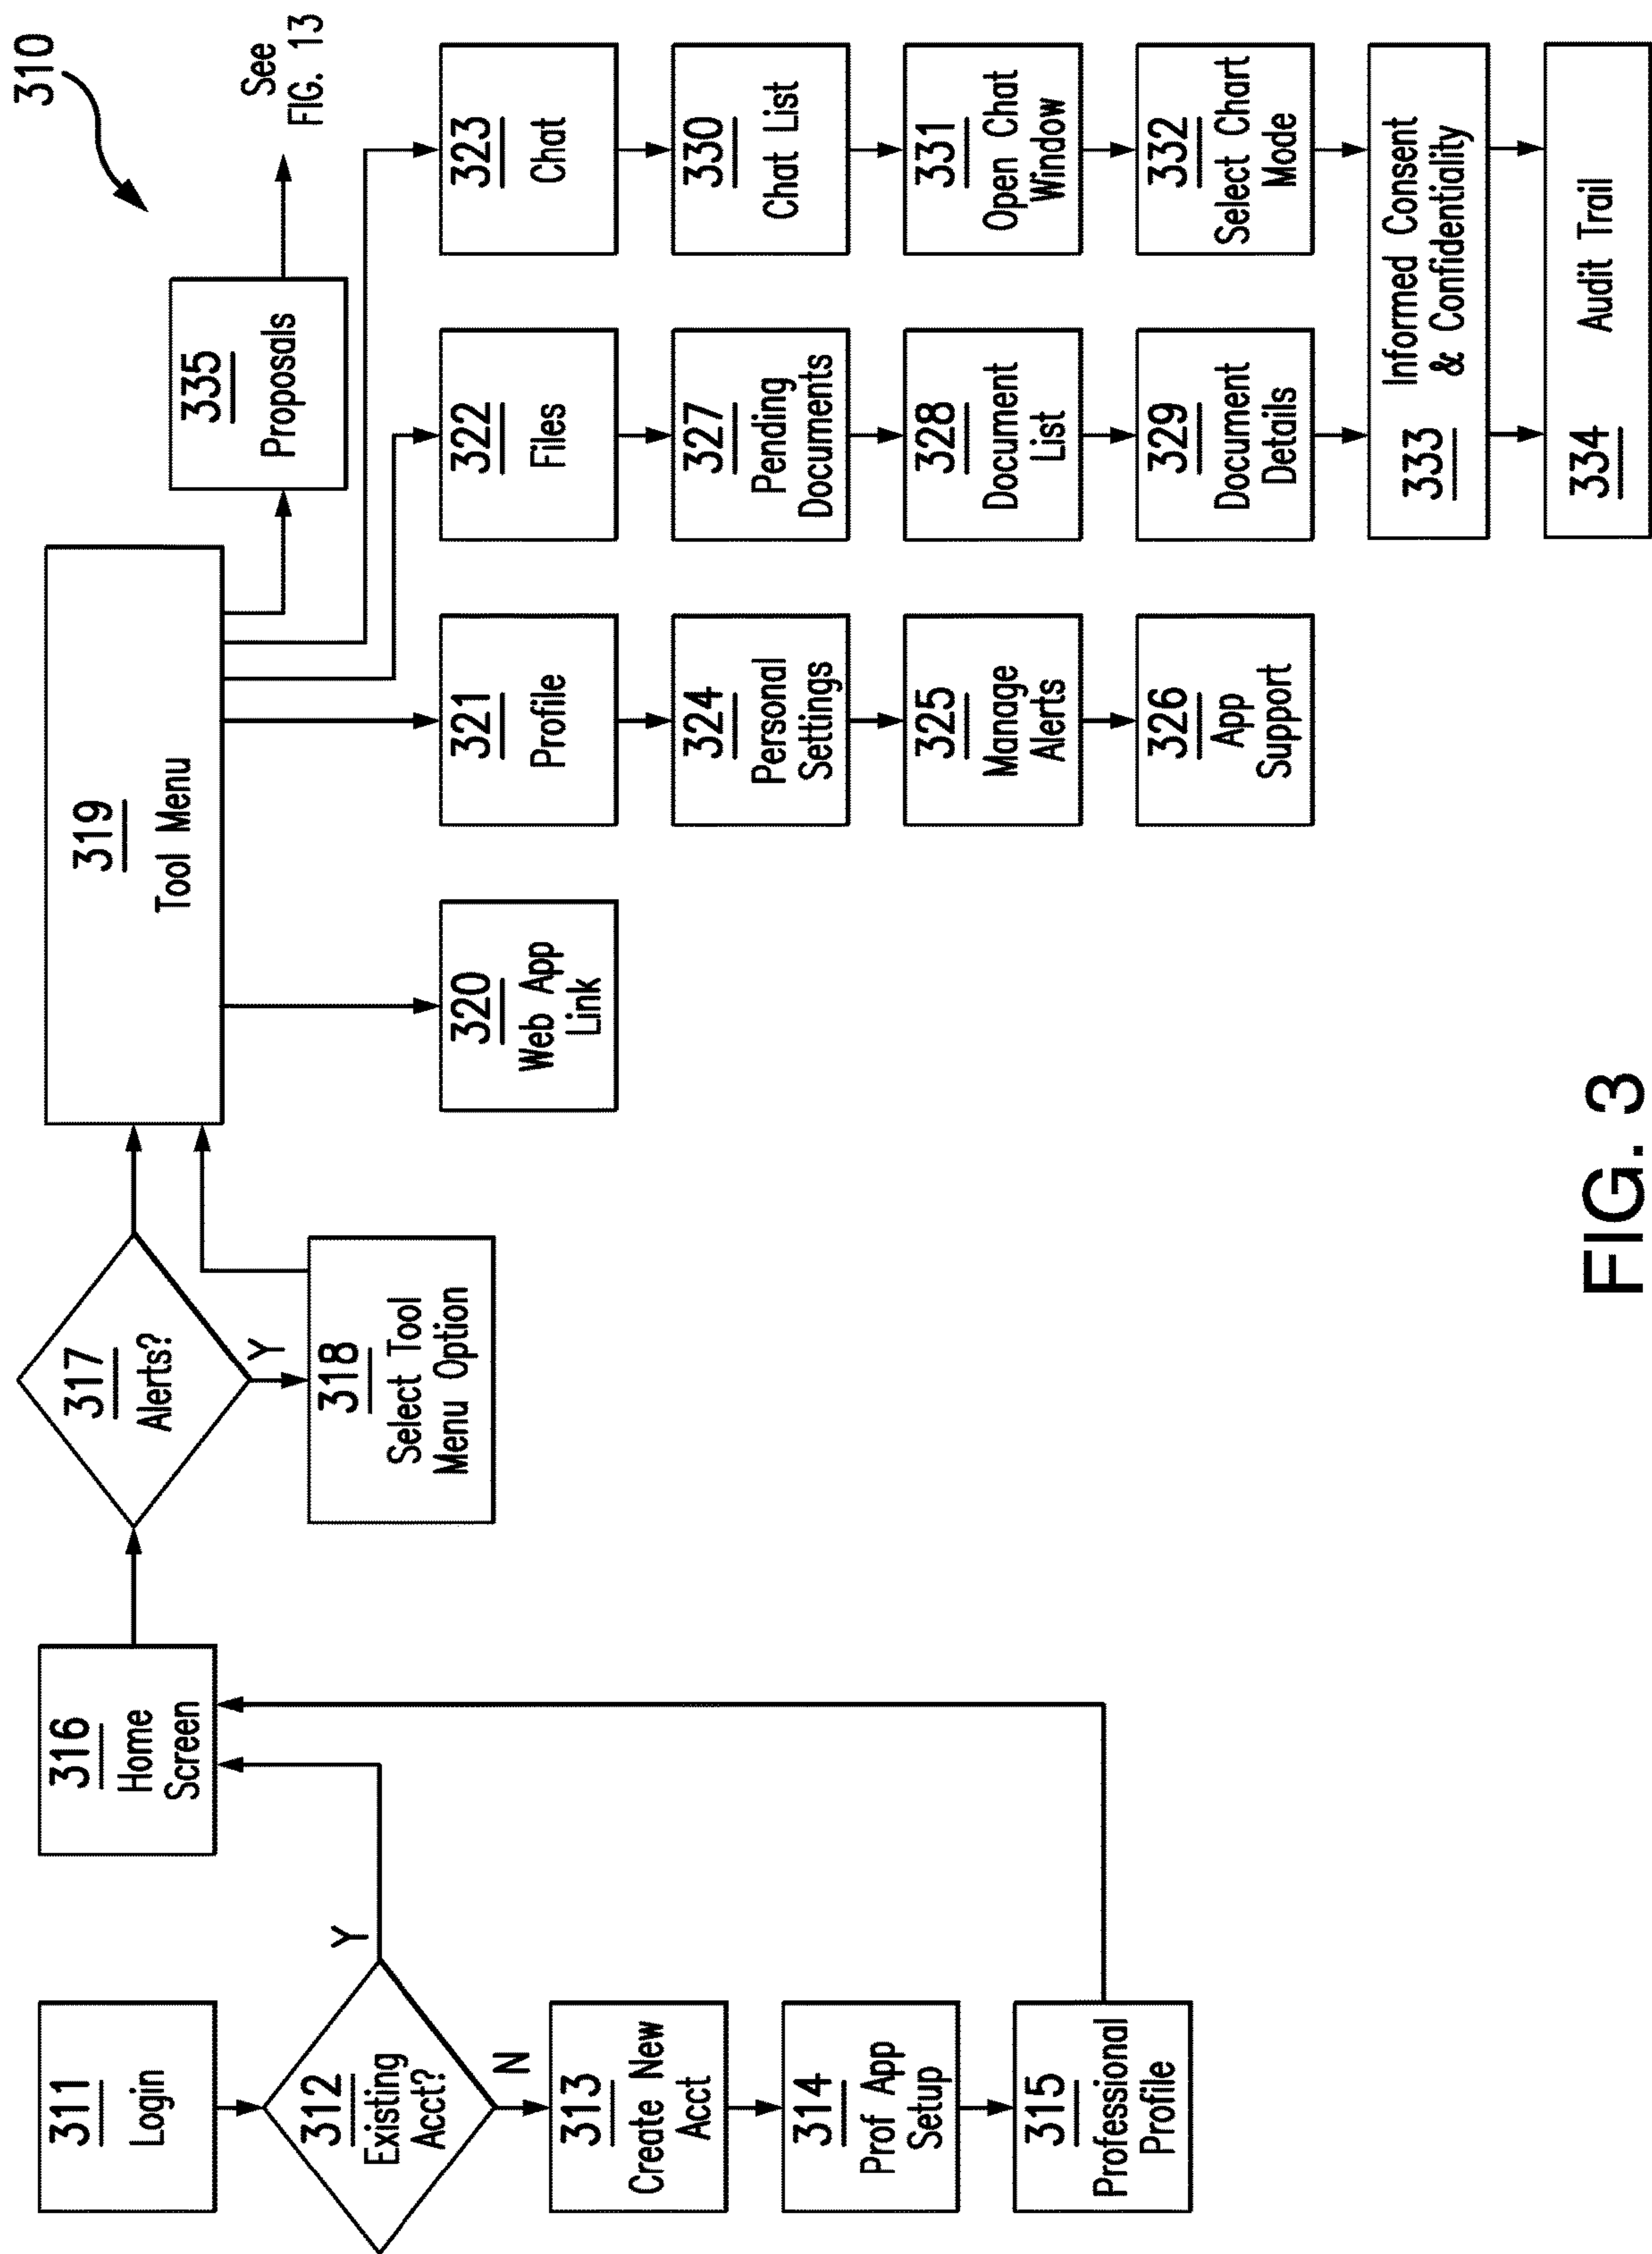 310
311
Login
312
Existing
Acct?
Y
N
313
Create New
Acct
314
Prof App
Setup
315
Professional
Profile
316
Home
Screen
317
Alerts?
Y
318
Select Tool
Menu Option
319
Tool Menu
335
Proposals
See
FIG. 13
320
Web App
Link
321
Profile
324
Personal
Settings
325
Manage
Alerts
326
App
Support
322
Files
327
Pending
Documents
328
Document
List
329
Document
Details
323
Chat
330
Chat List
331
Open Chat
Window
332
Select Chart
Mode
333
Informed Consent
& Confidentiality
334
Audit Trail
FIG. 3